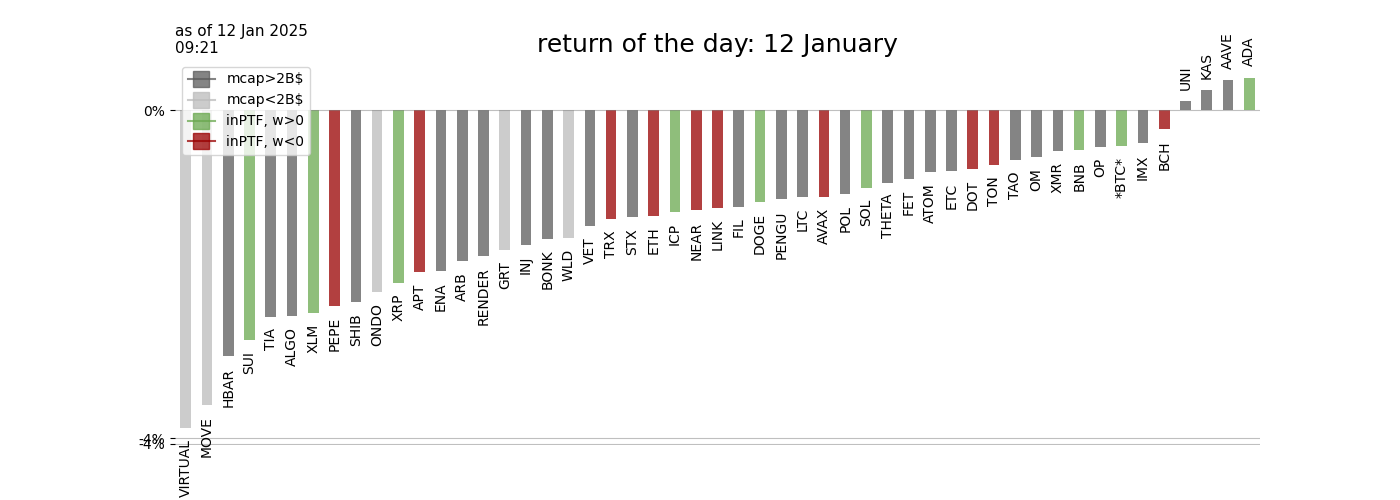 as of 12 Jan 2025
09:21
return of the day: 12 January
mcap>2B$
mcap<2B$
inPTF, w>0
inPTF, w<0
0%
-4%
-4%
VIRTUAL
MOVE
HBAR
SUI
TIA
ALGO
XLM
PEPE
SHIB
ONDO
XRP
APT
ENA
ARB
RENDER
GRT
INJ
BONK
WLD
VET
TRX
STX
ETH
ICP
NEAR
LINK
FIL
DOGE
PENGU
LTC
AVAX
POL
SOL
THETA
FET
ATOM
ETC
DOT
TON
TAO
OM
XMR
BNB
OP
*BTC*
IMX
BCH
UNI
KAS
AAVE
ADA